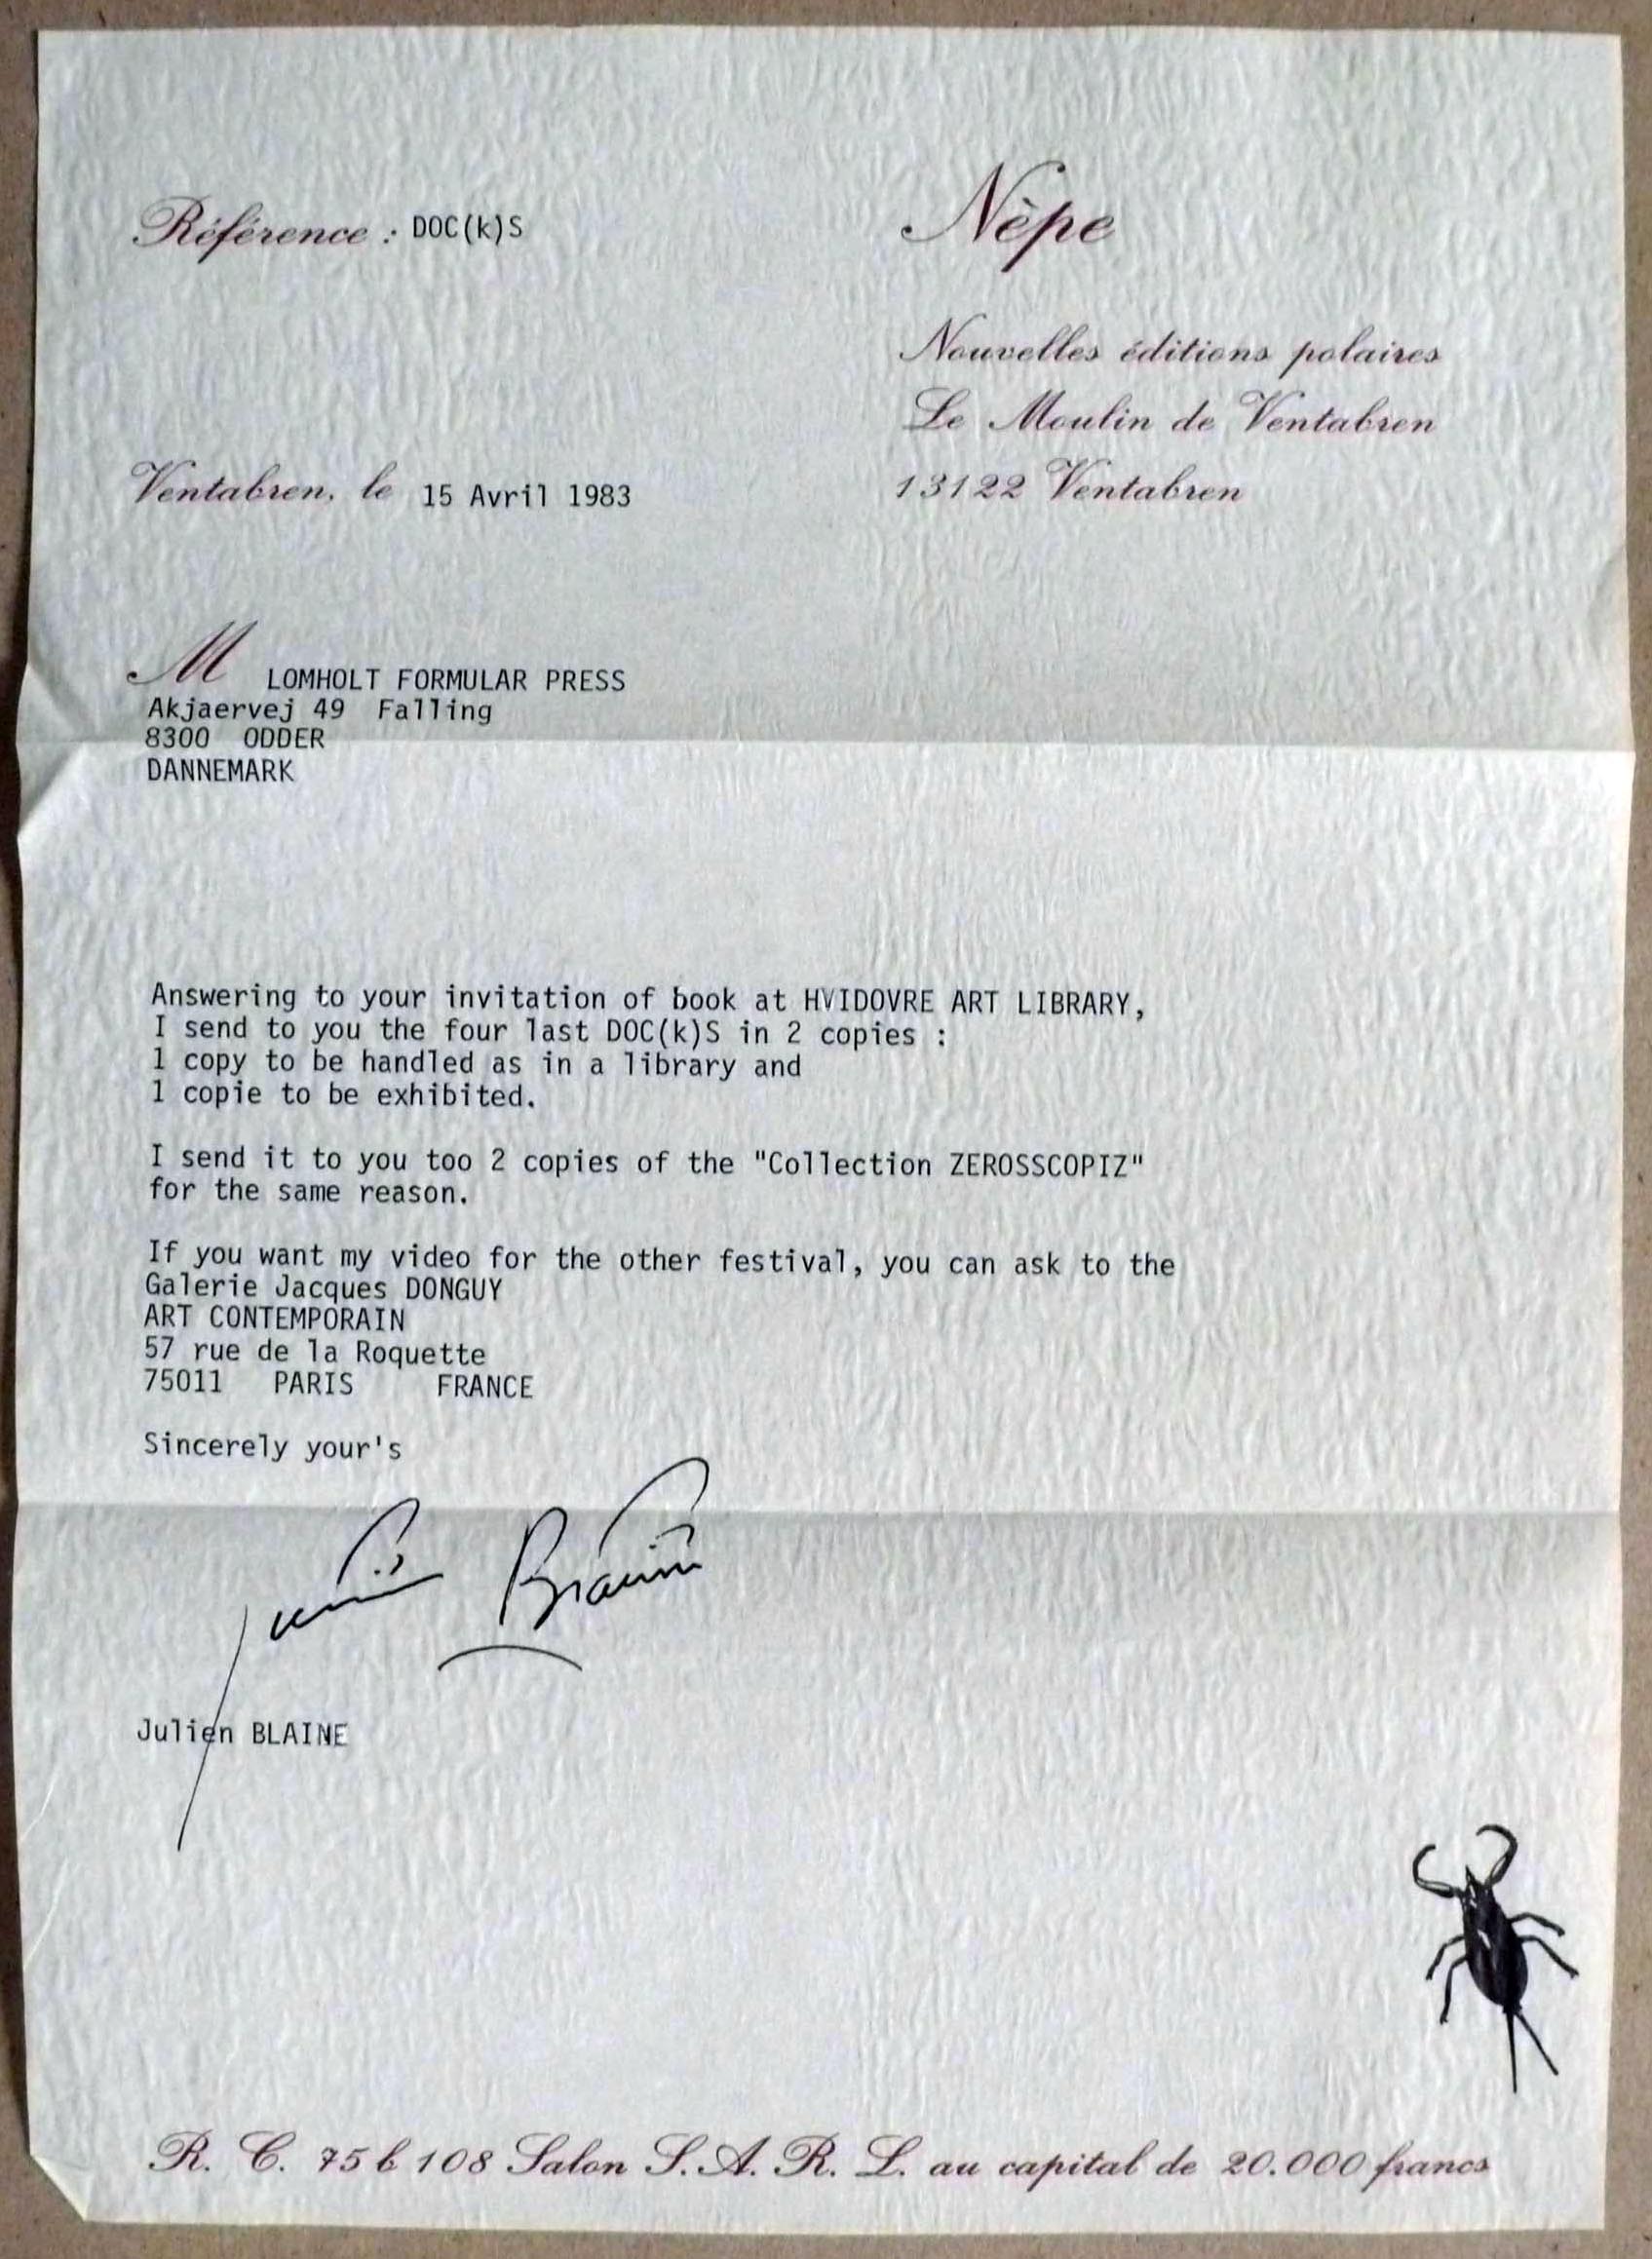 Référence : DOC(k)S
Nèpe
Nouvelles éditions polaires
Le Moulin de Ventabren
13122 Ventabren
Ventabren, le 15 Avril 1983
M LOMHOLT FORMULAR PRESS
Akjaervej 49 Falling
8300 ODDER
DANNEMARK
Answering to your invitation of book at HVIDOVRE ART LIBRARY,
I send to you the four last DOC(k)S in 2 copies :
1 copy to be handled as in a library and
1 copie to be exhibited.
I send it to you too 2 copies of the "Collection ZEROSSCOPIZ"
for the same reason.
If you want my video for the other festival, you can ask to the
Galerie Jacques DONGUY
ART CONTEMPORAIN
57 rue de la Roquette
75011 PARIS FRANCE
Sincerely your's
Julien Blaine
Julien BLAINE
R. C. 75 b 108 Salon S.A.R.L. au capital de 20.000 francs